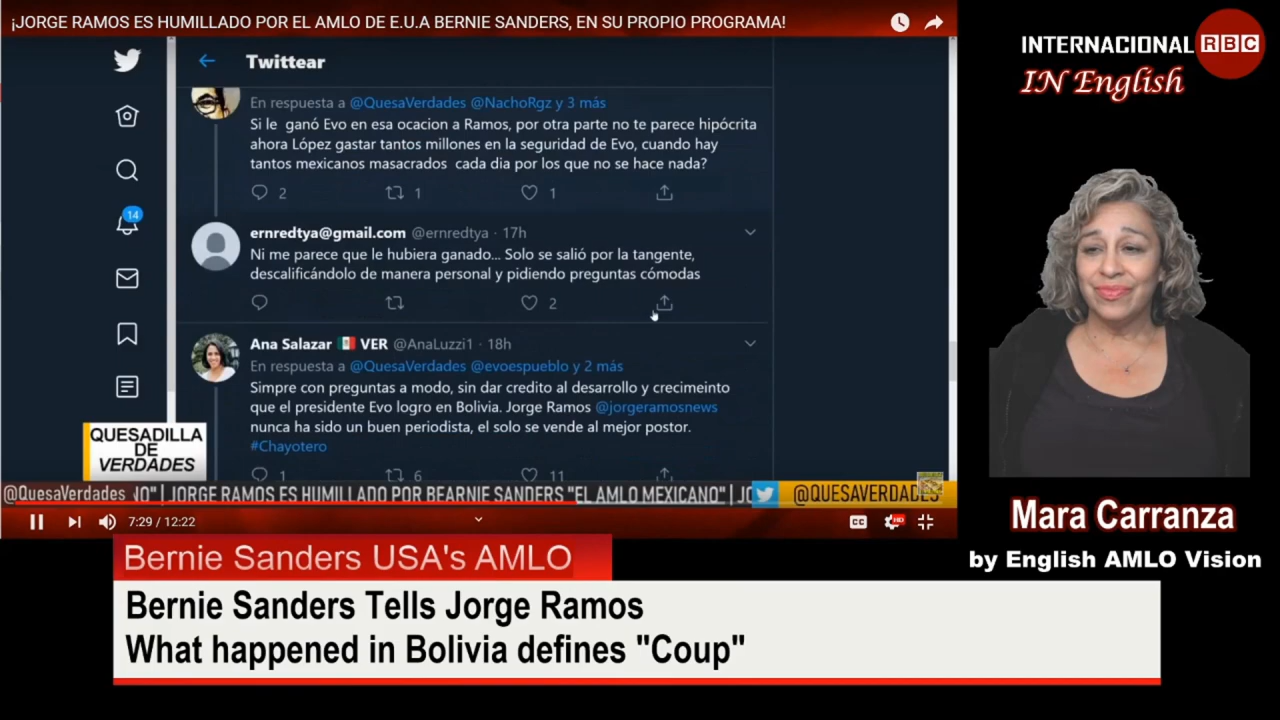 ¡JORGE RAMOS ES HUMILLADO POR EL AMLO DE E.U.A BERNIE SANDERS, EN SU PROPIO PROGRAMA!
INTERNACIONAL RBC
IN English
Twittear
En respuesta a @QuesaVerdades @NachoRgz y 3 más
Si le ganó Evo en esa ocacion a Ramos, por otra parte no te parece hipócrita
ahora López gastar tantos millones en la seguridad de Evo, cuando hay
tantos mexicanos masacrados cada dia por los que no se hace nada?
2 1 1
14
ernredtya@gmail.com @ernredtya · 17h
Ni me parece que le hubiera ganado... Solo se salió por la tangente,
descalificándolo de manera personal y pidiendo preguntas cómodas
2
Ana Salazar VER @AnaLuzzi1 · 18h
En respuesta a @QuesaVerdades @evoespueblo y 2 más
Simpre con preguntas a modo, sin dar credito al desarrollo y crecimeinto
que el presidente Evo logro en Bolivia. Jorge Ramos @jorgeramosnews
nunca ha sido un buen periodista, el solo se vende al mejor postor.
#Chayotero
1 6 11
QUESADILLA
DE
VERDADES
@QuesaVerdades NO" | JORGE RAMOS ES HUMILLADO POR BEARNIE SANDERS "EL AMLO MEXICANO" | JO @QUESAVERDADES
7:29 / 12:22
CC HD
Mara Carranza
by English AMLO Vision
Bernie Sanders USA's AMLO
Bernie Sanders Tells Jorge Ramos
What happened in Bolivia defines "Coup"